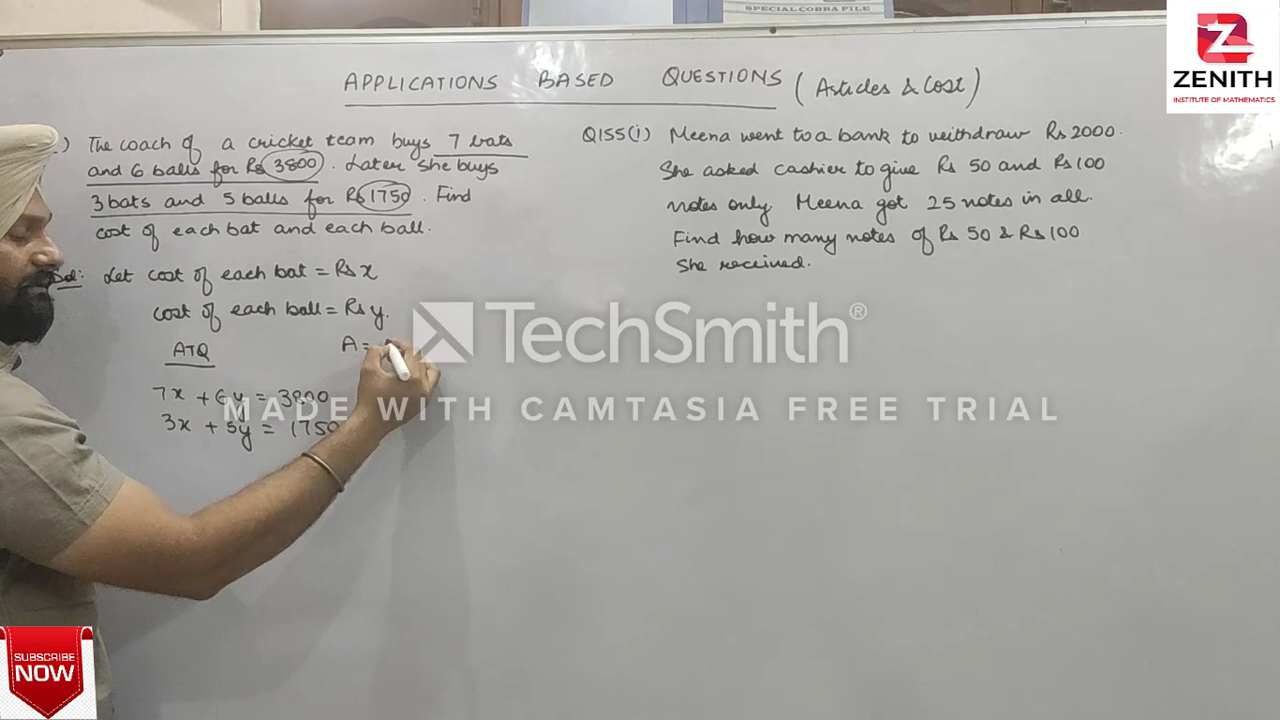 SPECIAL COBRA FILE
ZENITH
INSTITUTE OF MATHEMATICS
APPLICATIONS BASED QUESTIONS (Articles & Cost)
) The coach of a cricket team buys 7 bats
and 6 balls for Rs 3800. Later she buys
3 bats and 5 balls for Rs 1750. Find
cost of each bat and each ball.
Sol: Let cost of each bat = Rs x
cost of each ball = Rs y.
ATQ
A =
7x + 6y = 3800
3x + 5y = 1750
Q155(i) Meena went to a bank to withdraw Rs 2000.
She asked cashier to give Rs 50 and Rs 100
notes only Meena got 25 notes in all.
Find how many notes of Rs 50 & Rs 100
She received.
TechSmith®
MADE WITH CAMTASIA FREE TRIAL
SUBSCRIBE
NOW